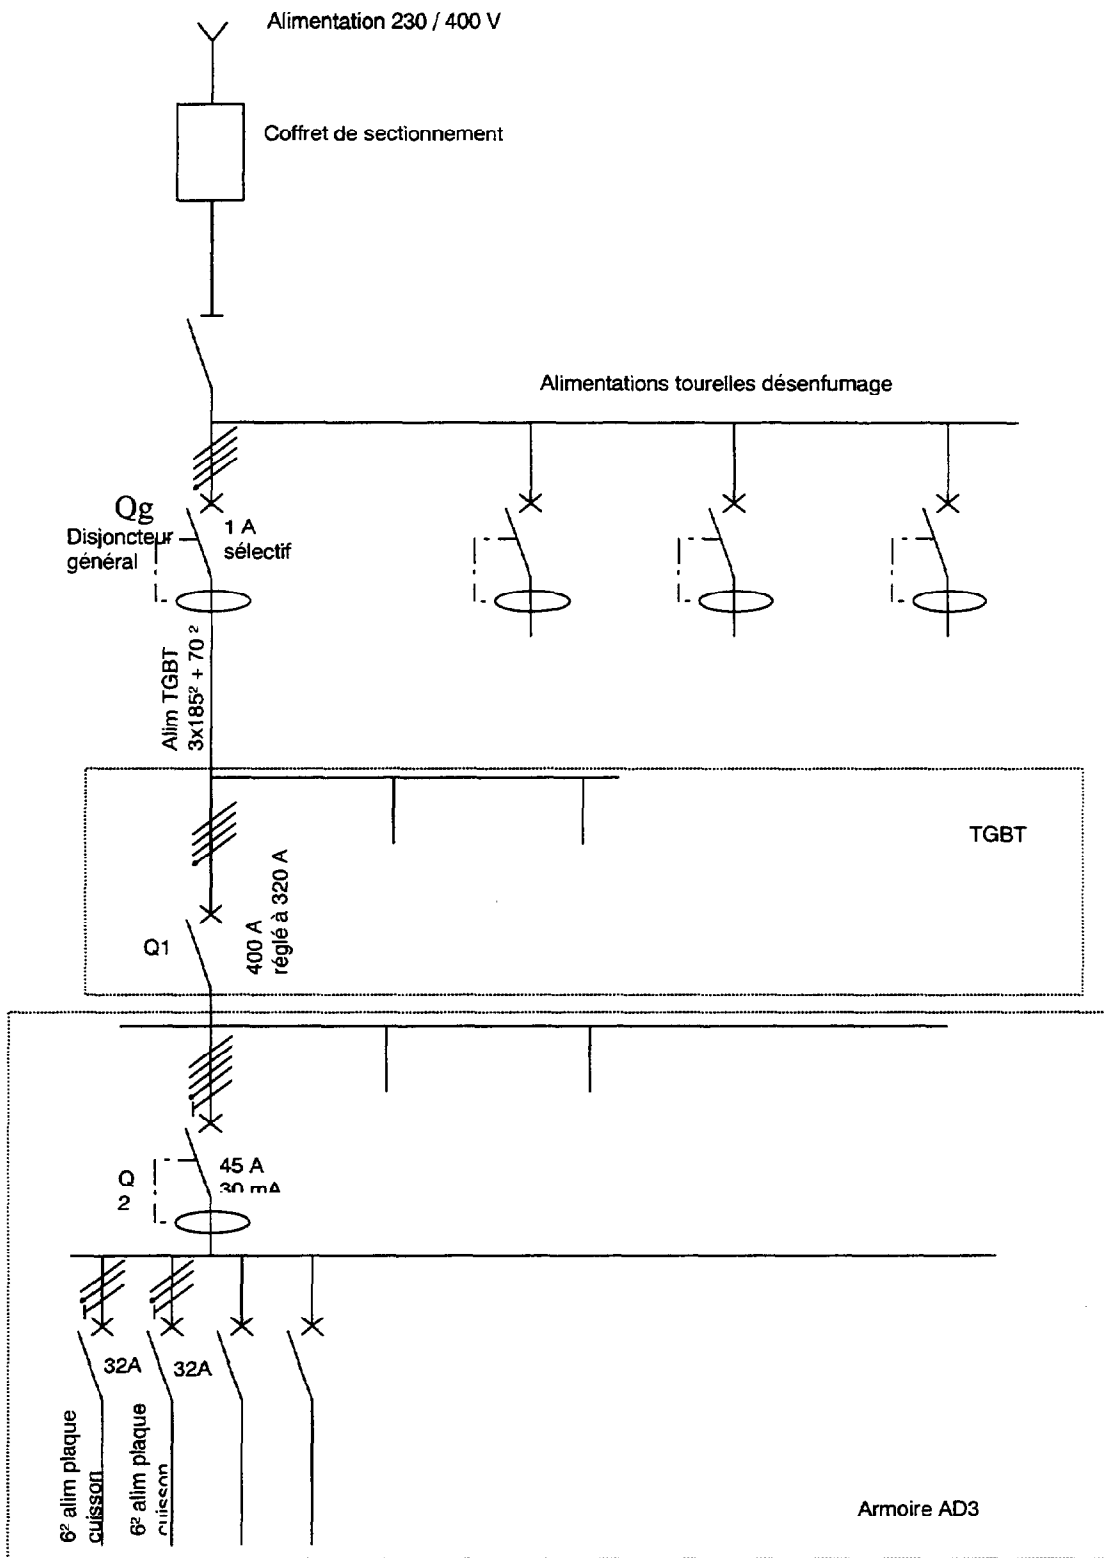 Alimentation 230 / 400 V
Coffret de sectionnement
Alimentations tourelles désenfumage
Qg
Disjoncteur
général
1 A
sélectif
Alim TGBT
3x185² + 70²
TGBT
Q1
400 A
réglé à 320 A
Q
2
45 A
30 mA
32A
32A
6² alim plaque
cuisson
6² alim plaque
cuisson
Armoire AD3